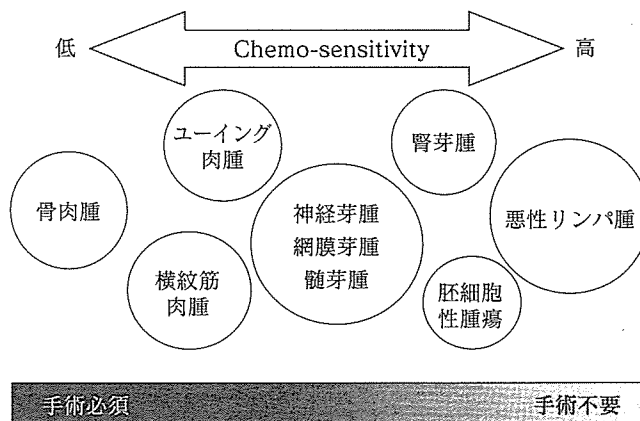 低
Chemo-sensitivity
高
ユーイング
肉腫
腎芽腫
骨肉腫
神経芽腫
網膜芽腫
髄芽腫
悪性リンパ腫
横紋筋
肉腫
胚細胞
性腫瘍
手術必須
手術不要